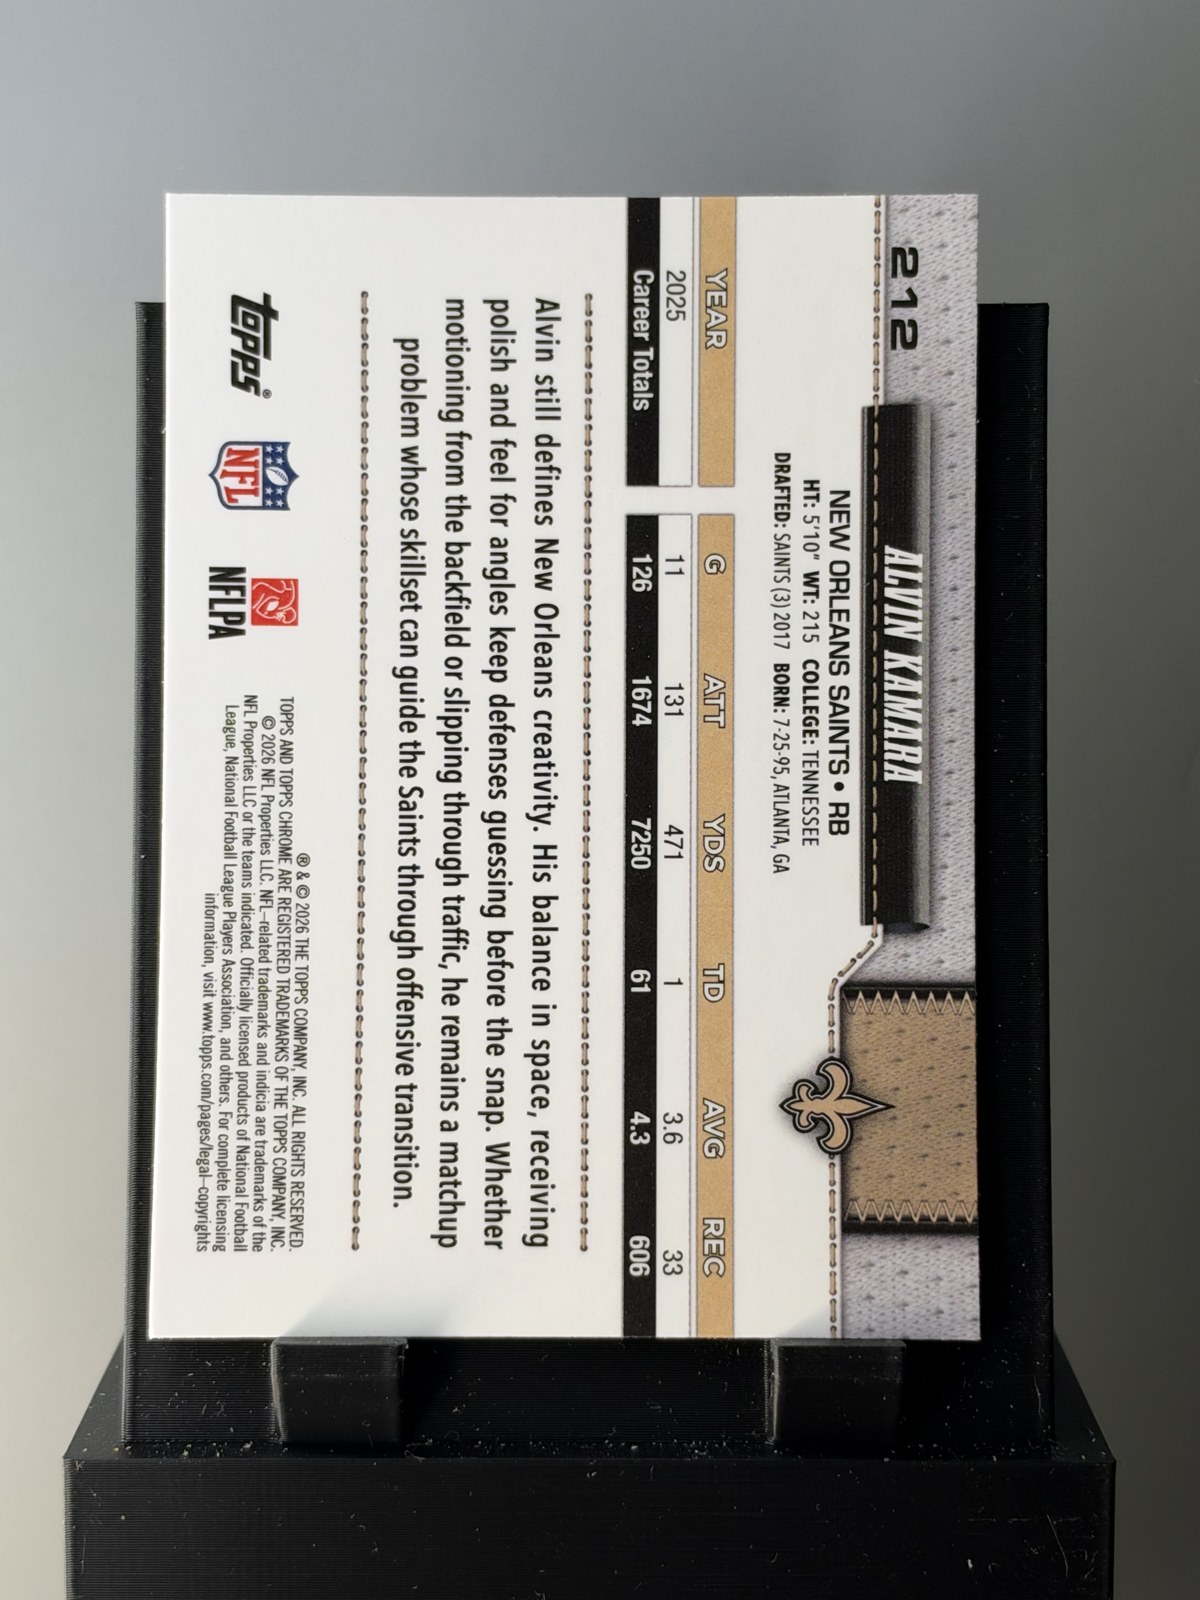 212
ALVIN KAMARA
NEW ORLEANS SAINTS • RB
HT: 5'10" WT: 215 COLLEGE: TENNESSEE
DRAFTED: SAINTS (3) 2017 BORN: 7-25-95, ATLANTA, GA
YEAR G ATT YDS TD AVG REC
2025 11 131 471 1 3.6 33
Career Totals 126 1674 7250 61 4.3 606
Alvin still defines New Orleans creativity. His balance in space, receiving
polish and feel for angles keep defenses guessing before the snap. Whether
motioning from the backfield or slipping through traffic, he remains a matchup
problem whose skillset can guide the Saints through offensive transition.
topps®
NFL
NFLPA
® & © 2026 THE TOPPS COMPANY, INC. ALL RIGHTS RESERVED.
TOPPS AND TOPPS CHROME ARE REGISTERED TRADEMARKS OF THE TOPPS COMPANY, INC.
© 2026 NFL Properties LLC. NFL-related trademarks and indicia are trademarks of the
NFL Properties LLC or the teams indicated. Officially licensed products of National Football
League, National Football League Players Association, and others. For complete licensing
information, visit www.topps.com/pages/legal-copyrights